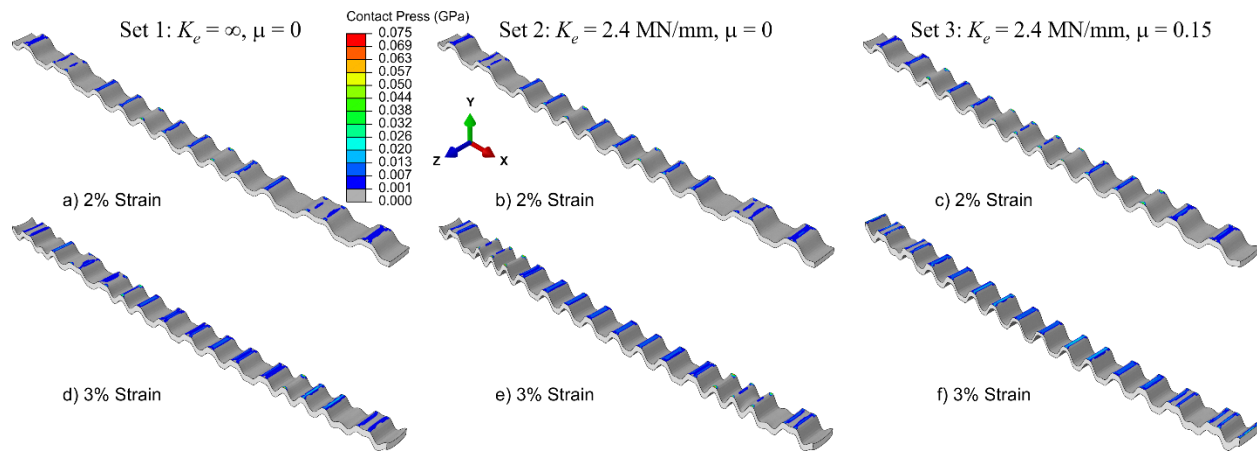 Set 1: Kₑ = ∞, μ = 0
Contact Press (GPa)
0.075
0.069
0.063
0.057
0.050
0.044
0.038
0.032
0.026
0.020
0.013
0.007
0.001
0.000
Set 2: Kₑ = 2.4 MN/mm, μ = 0
Set 3: Kₑ = 2.4 MN/mm, μ = 0.15
Y
Z
X
a) 2% Strain
b) 2% Strain
c) 2% Strain
d) 3% Strain
e) 3% Strain
f) 3% Strain